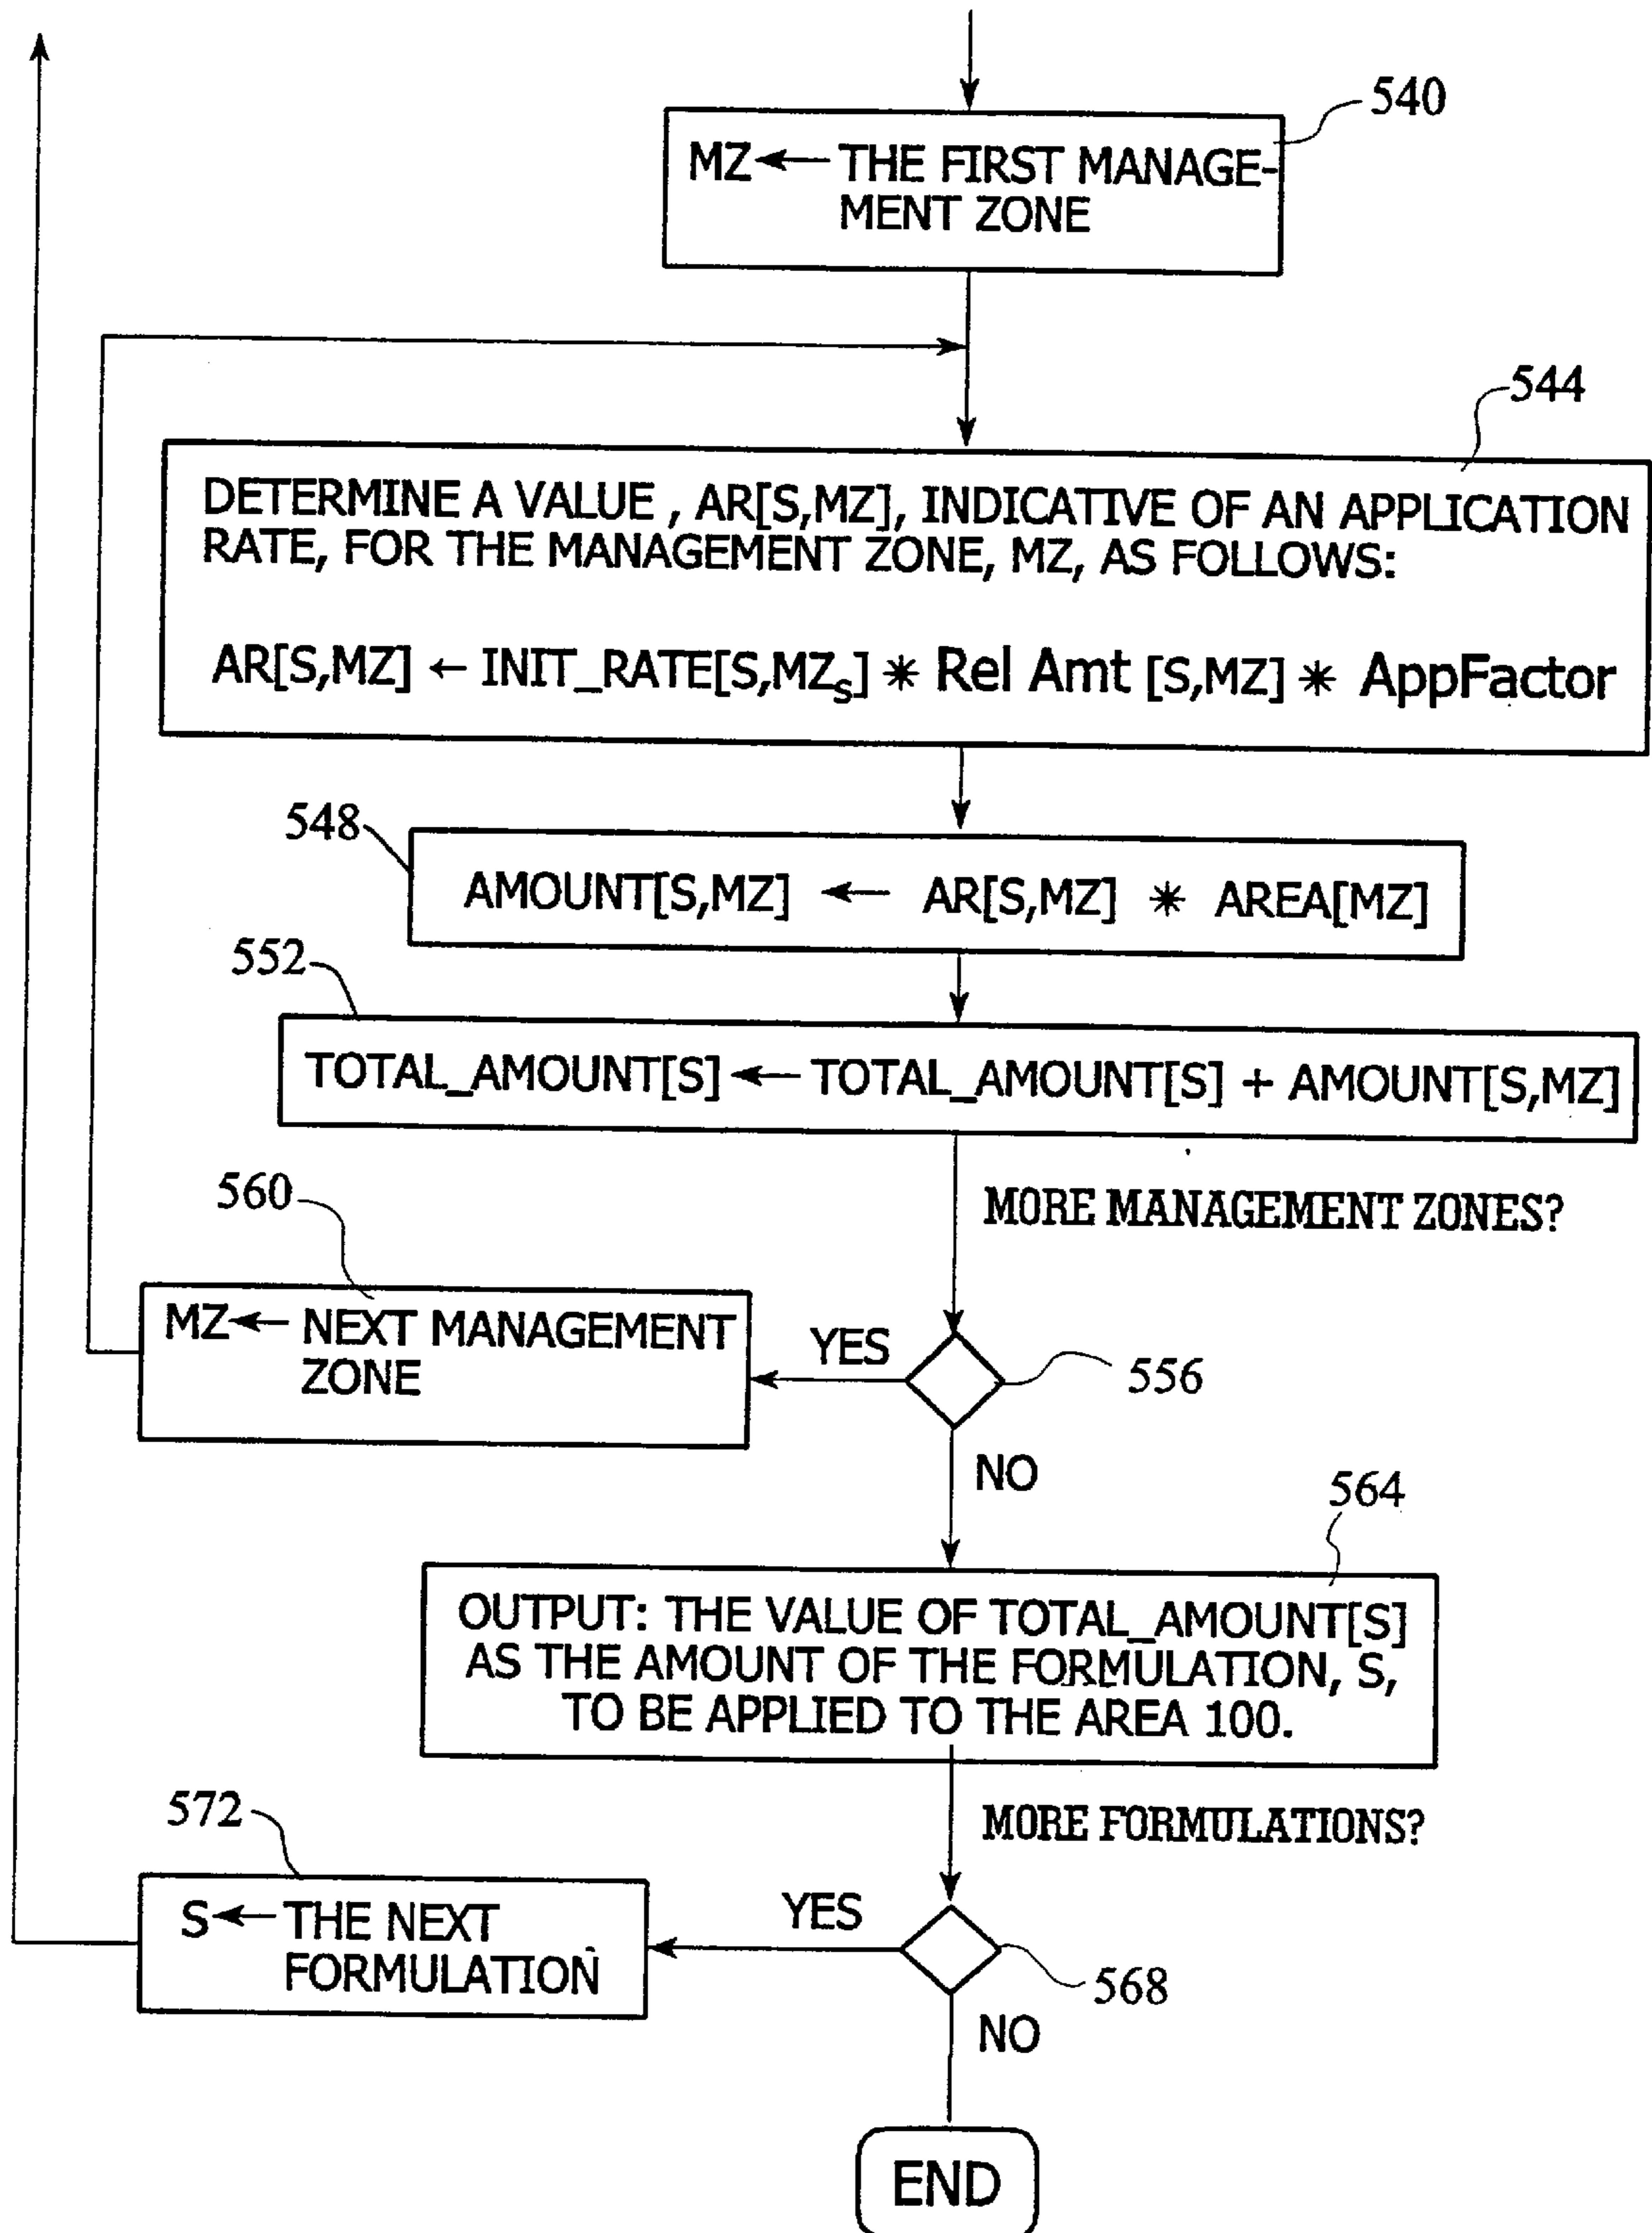 540
MZ ← THE FIRST MANAGE-
MENT ZONE
544
DETERMINE A VALUE , AR[S,MZ], INDICATIVE OF AN APPLICATION
RATE, FOR THE MANAGEMENT ZONE, MZ, AS FOLLOWS:
AR[S,MZ] ← INIT_RATE[S,MZₛ] * Rel Amt [S,MZ] * AppFactor
548
AMOUNT[S,MZ] ← AR[S,MZ] * AREA[MZ]
552
TOTAL_AMOUNT[S] ← TOTAL_AMOUNT[S] + AMOUNT[S,MZ]
MORE MANAGEMENT ZONES?
560
MZ ← NEXT MANAGEMENT
ZONE
YES
556
NO
564
OUTPUT: THE VALUE OF TOTAL_AMOUNT[S]
AS THE AMOUNT OF THE FORMULATION, S,
TO BE APPLIED TO THE AREA 100.
MORE FORMULATIONS?
572
S ← THE NEXT
FORMULATION
YES
568
NO
END